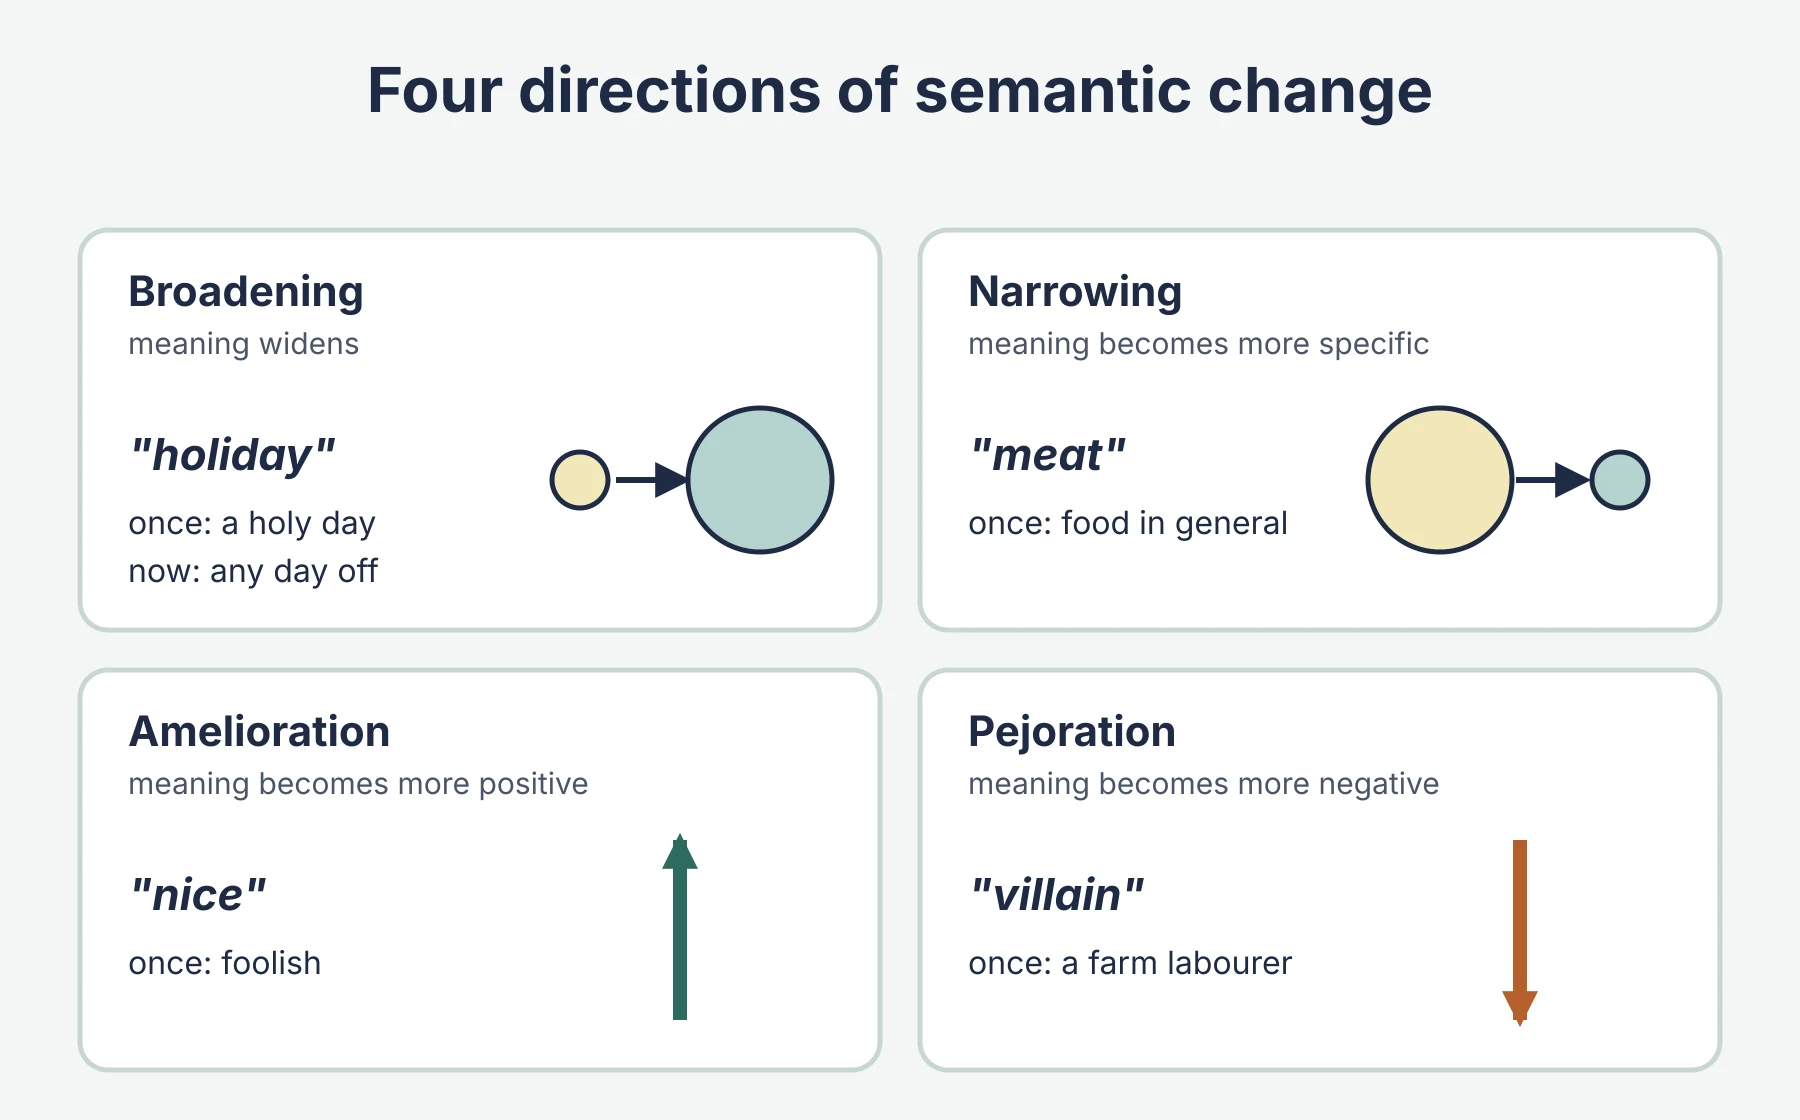 Four directions of semantic change
Broadening
meaning widens
"holiday"
once: a holy day
now: any day off
Narrowing
meaning becomes more specific
"meat"
once: food in general
Amelioration
meaning becomes more positive
"nice"
once: foolish
Pejoration
meaning becomes more negative
"villain"
once: a farm labourer